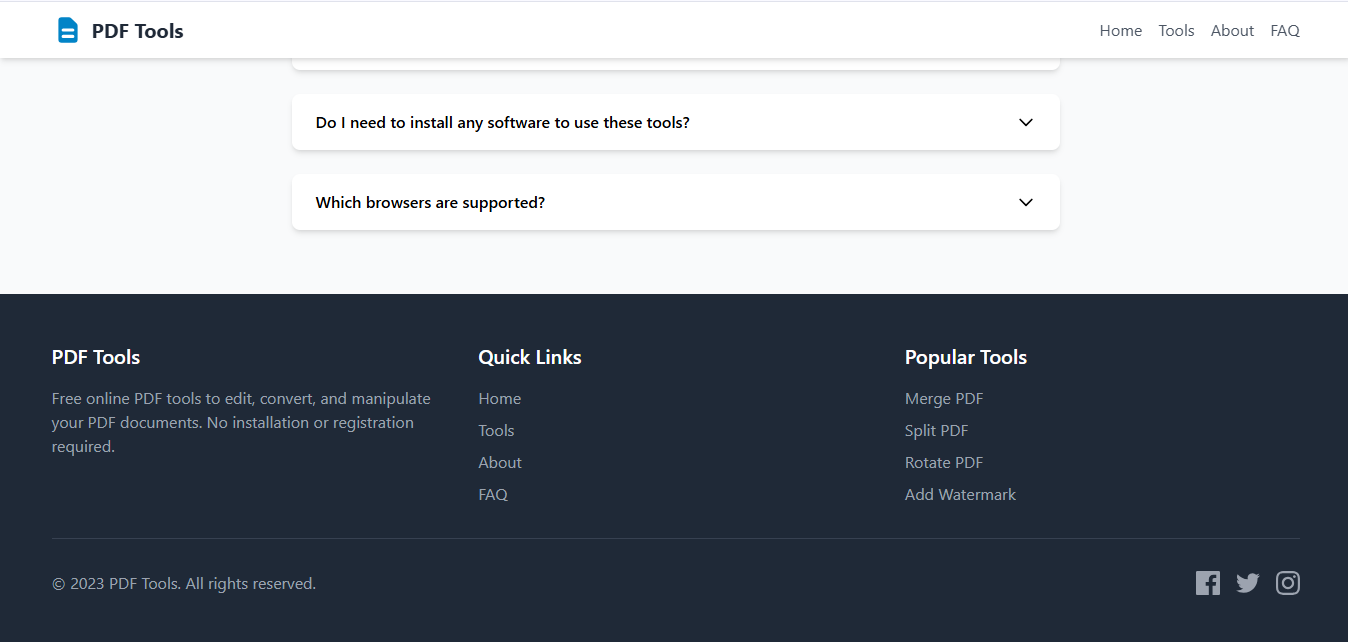 PDF Tools
Home Tools About FAQ
Do I need to install any software to use these tools?
Which browsers are supported?
PDF Tools
Free online PDF tools to edit, convert, and manipulate
your PDF documents. No installation or registration
required.
Quick Links
Home
Tools
About
FAQ
Popular Tools
Merge PDF
Split PDF
Rotate PDF
Add Watermark
© 2023 PDF Tools. All rights reserved.